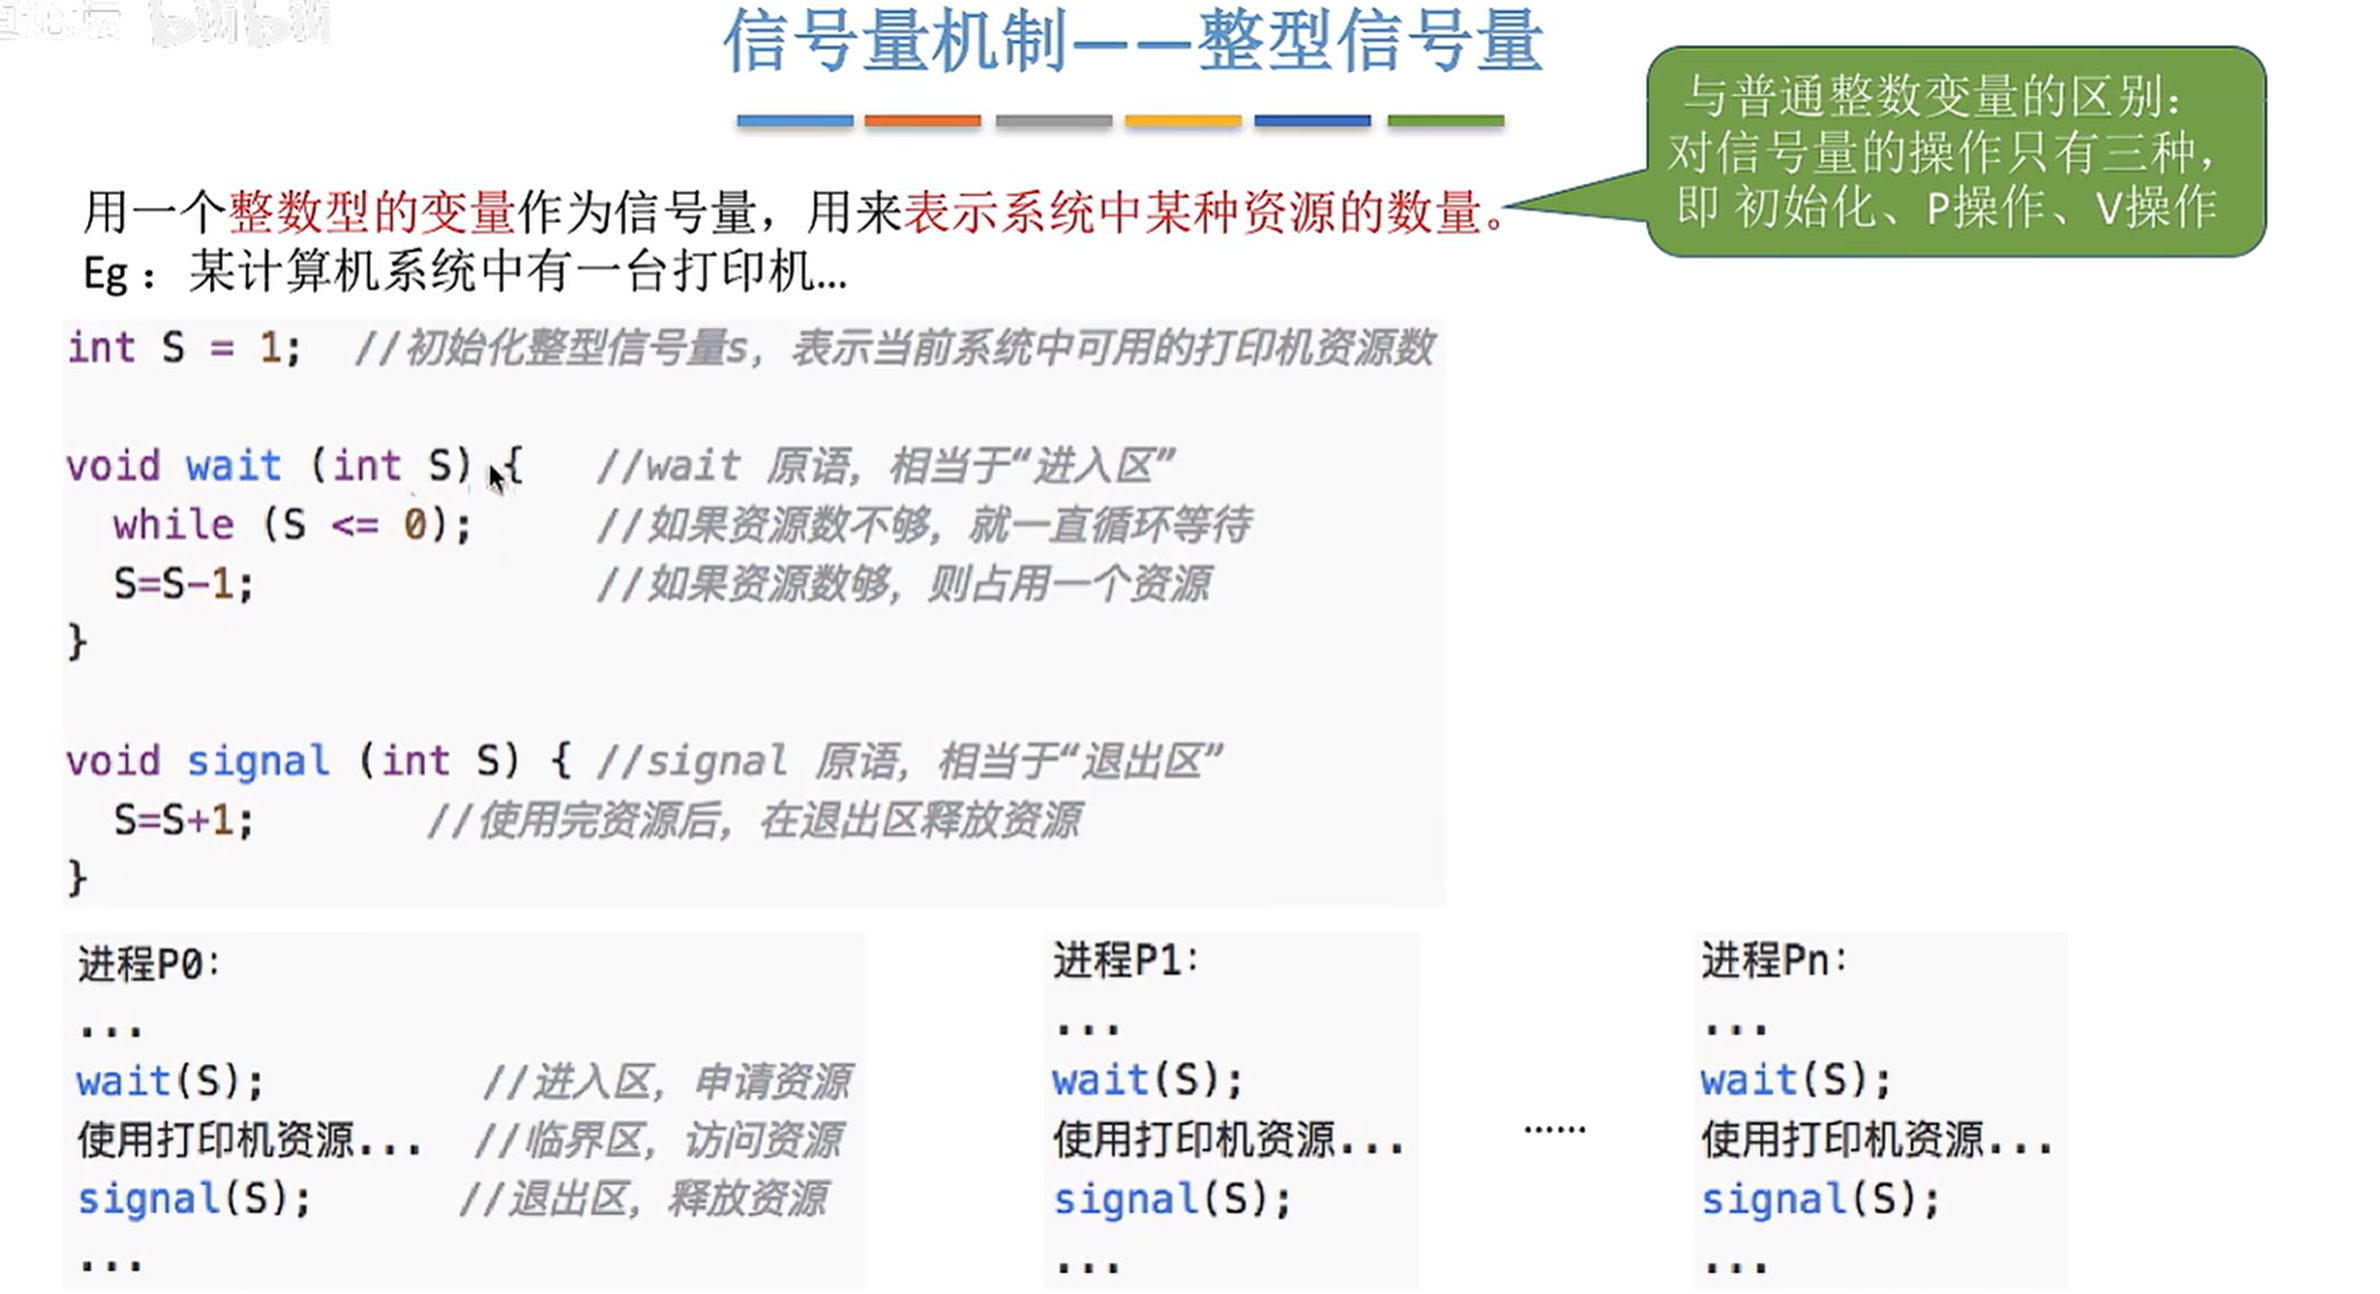 信号量机制——整型信号量
与普通整数变量的区别：
对信号量的操作只有三种，
即 初始化、P操作、V操作
用一个整数型的变量作为信号量，用来表示系统中某种资源的数量。
Eg：某计算机系统中有一台打印机...
int S = 1;  //初始化整型信号量s，表示当前系统中可用的打印机资源数
void wait (int S) {  //wait 原语，相当于“进入区”
while (S <= 0);  //如果资源数不够，就一直循环等待
S=S-1;  //如果资源数够，则占用一个资源
}
void signal (int S) { //signal 原语，相当于“退出区”
S=S+1;  //使用完资源后，在退出区释放资源
}
进程P0：
...
wait(S);  //进入区，申请资源
使用打印机资源...  //临界区，访问资源
signal(S);  //退出区，释放资源
...
进程P1：
...
wait(S);
使用打印机资源...
signal(S);
...
......
进程Pn：
...
wait(S);
使用打印机资源...
signal(S);
...